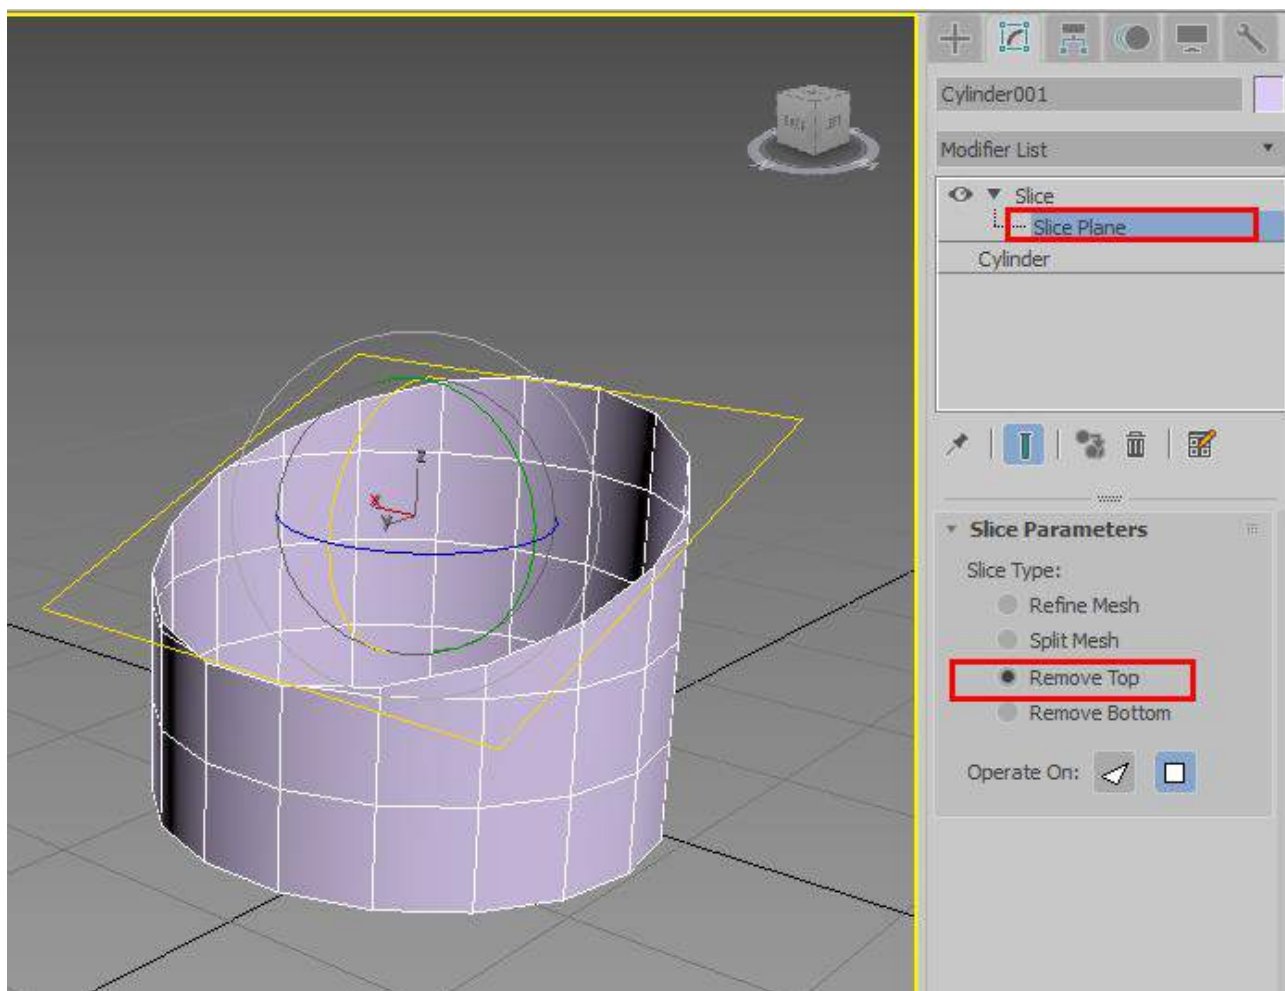 Cylinder001
Modifier List
Slice
Slice Plane
Cylinder
z
x
y
Slice Parameters
Slice Type:
Refine Mesh
Split Mesh
Remove Top
Remove Bottom
Operate On: